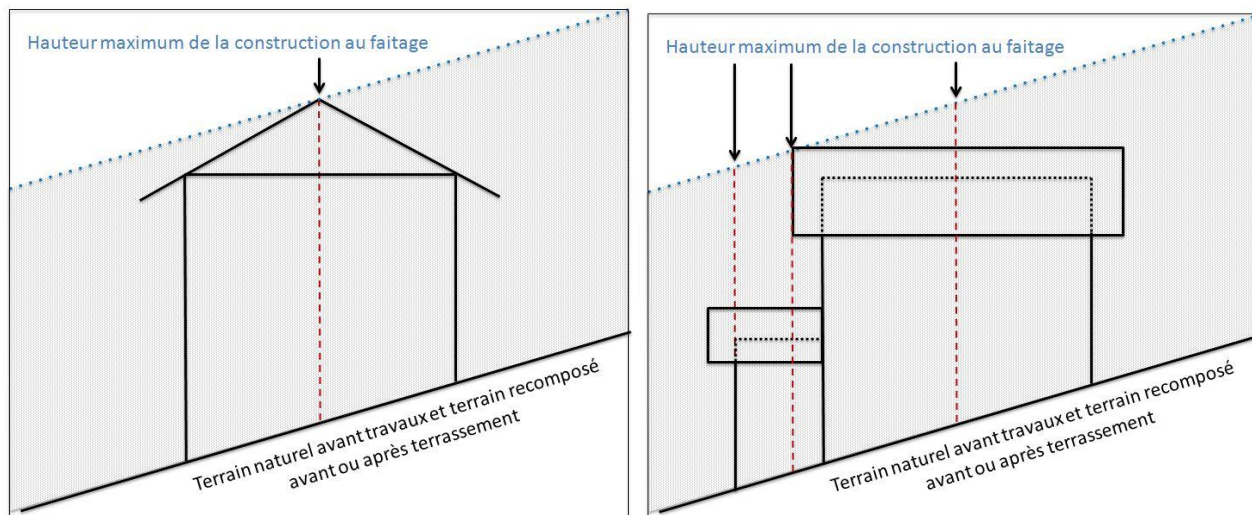 Hauteur maximum de la construction au faitage
Terrain naturel avant travaux et terrain recomposé
avant ou après terrassement
Hauteur maximum de la construction au faitage
Terrain naturel avant travaux et terrain recomposé
avant ou après terrassement